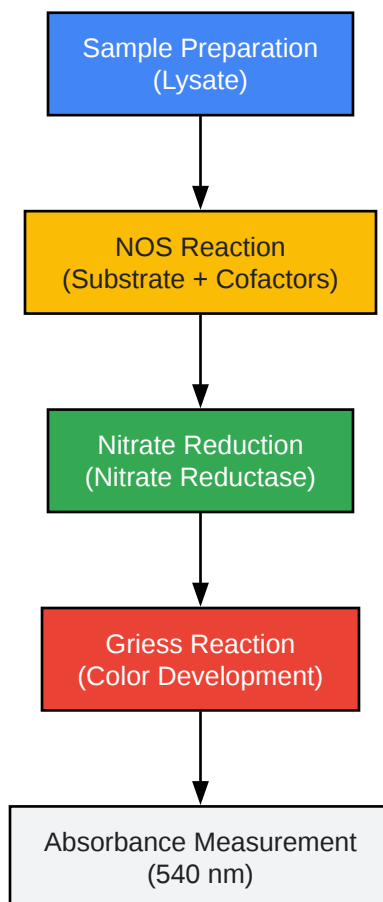 Sample Preparation
(Lysate)
NOS Reaction
(Substrate + Cofactors)
Nitrate Reduction
(Nitrate Reductase)
Griess Reaction
(Color Development)
Absorbance Measurement
(540 nm)